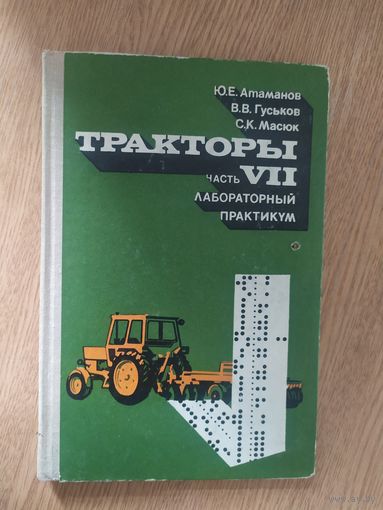 Ю.Е. Атаманов
В.В. Гуськов
С.К. Масюк
ТРАКТОРЫ
ЧАСТЬ VII
ЛАБОРАТОРНЫЙ
ПРАКТИКУМ